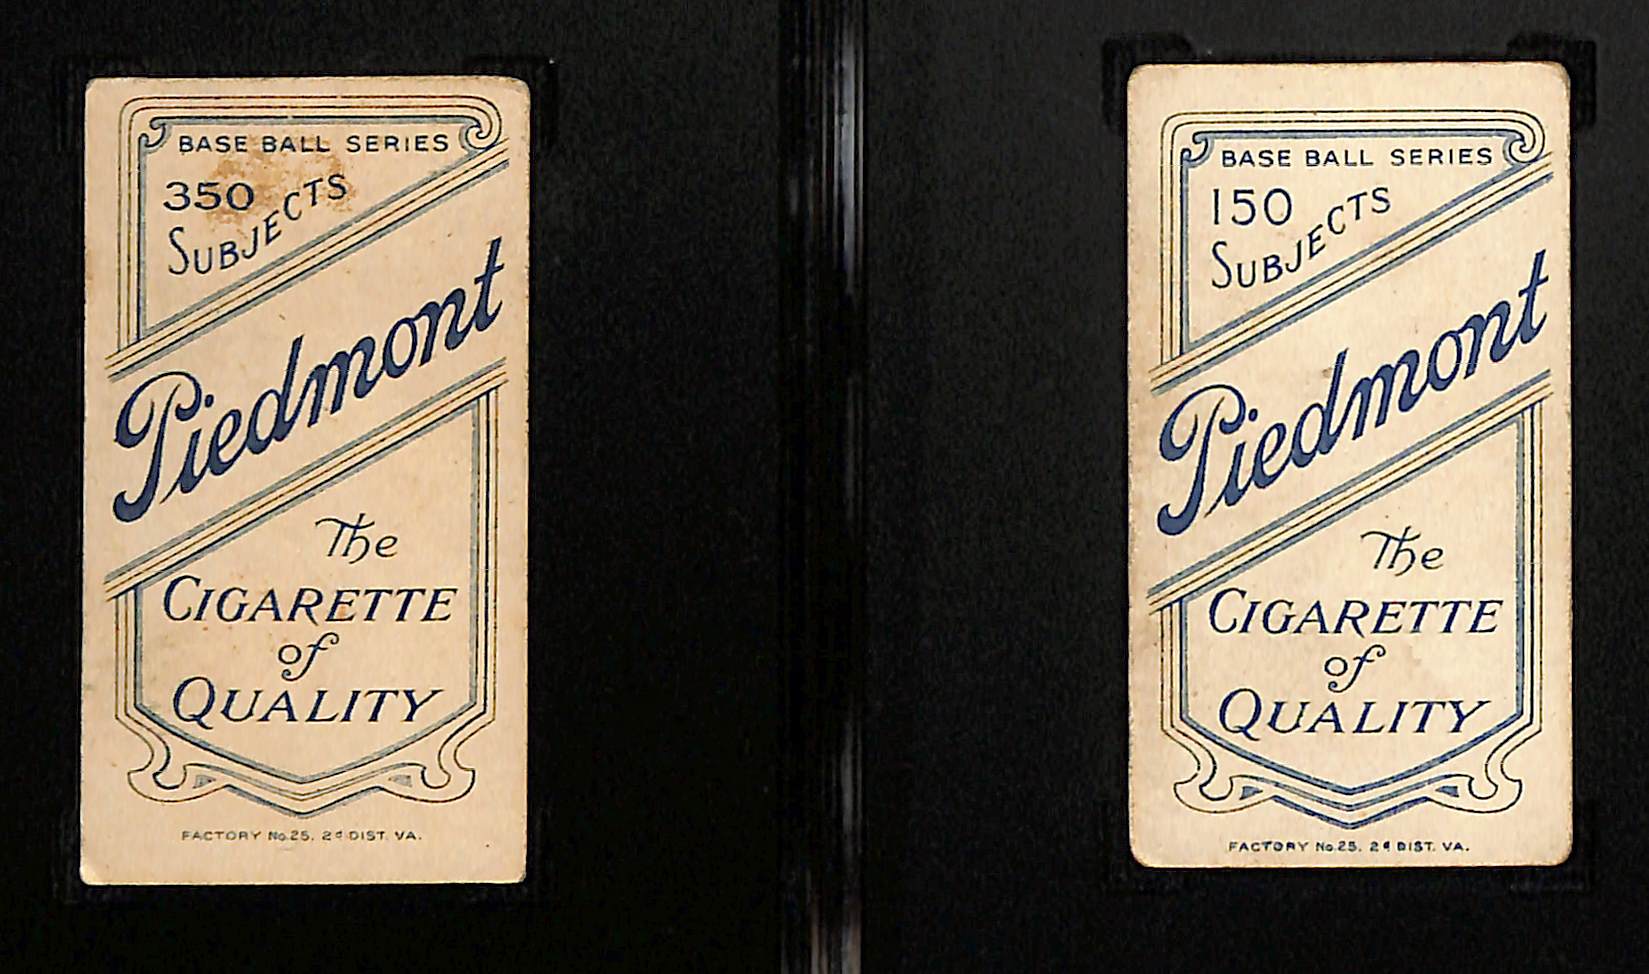 BASE BALL SERIES
350
SUBJECTS
Piedmont
The
CIGARETTE
of
QUALITY
FACTORY No. 25. 2d DIST. VA.
BASE BALL SERIES
150
SUBJECTS
Piedmont
The
CIGARETTE
of
QUALITY
FACTORY No. 25. 2d DIST. VA.